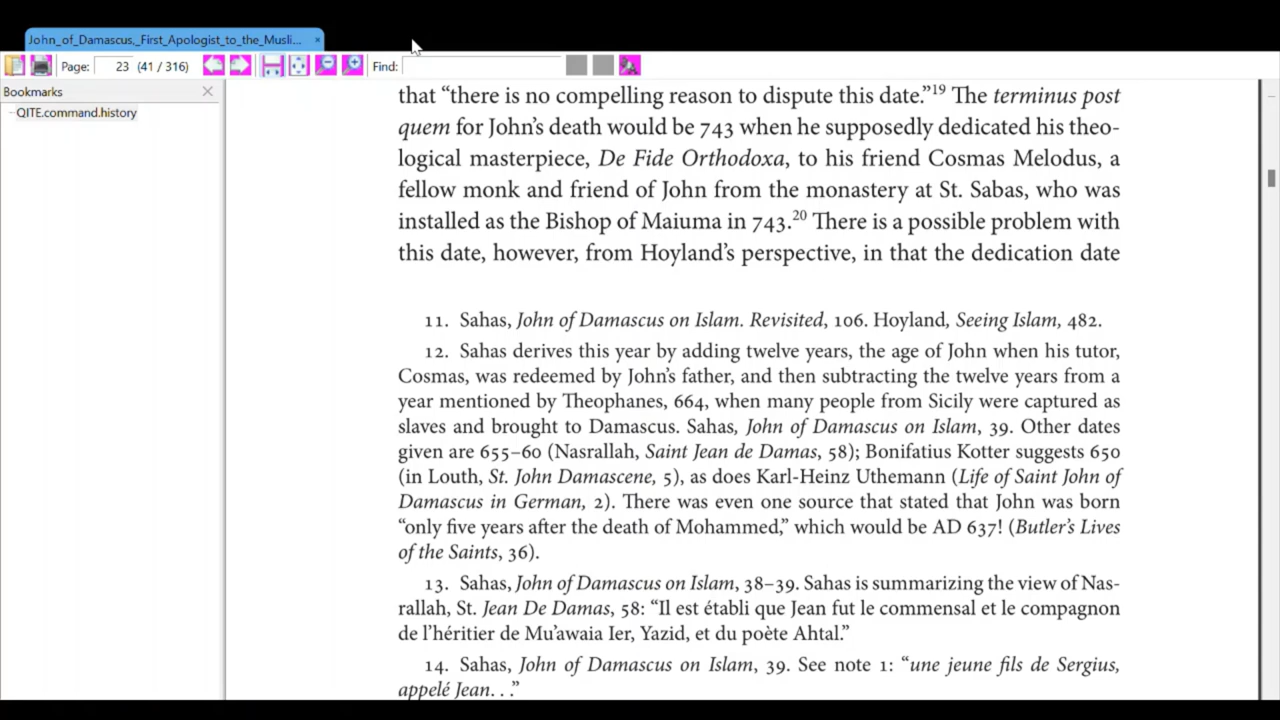 John_of_Damascus,_First_Apologist_to_the_Musli... ×
Page: 23 (41 / 316) Find:
Bookmarks
QITE.command.history
that “there is no compelling reason to dispute this date.”19 The terminus post
quem for John’s death would be 743 when he supposedly dedicated his theo-
logical masterpiece, De Fide Orthodoxa, to his friend Cosmas Melodus, a
fellow monk and friend of John from the monastery at St. Sabas, who was
installed as the Bishop of Maiuma in 743.20 There is a possible problem with
this date, however, from Hoyland’s perspective, in that the dedication date
11. Sahas, John of Damascus on Islam. Revisited, 106. Hoyland, Seeing Islam, 482.
12. Sahas derives this year by adding twelve years, the age of John when his tutor,
Cosmas, was redeemed by John’s father, and then subtracting the twelve years from a
year mentioned by Theophanes, 664, when many people from Sicily were captured as
slaves and brought to Damascus. Sahas, John of Damascus on Islam, 39. Other dates
given are 655–60 (Nasrallah, Saint Jean de Damas, 58); Bonifatius Kotter suggests 650
(in Louth, St. John Damascene, 5), as does Karl-Heinz Uthemann (Life of Saint John of
Damascus in German, 2). There was even one source that stated that John was born
“only five years after the death of Mohammed,” which would be AD 637! (Butler’s Lives
of the Saints, 36).
13. Sahas, John of Damascus on Islam, 38–39. Sahas is summarizing the view of Nas-
rallah, St. Jean De Damas, 58: “Il est établi que Jean fut le commensal et le compagnon
de l’héritier de Mu’awaia Ier, Yazid, et du poète Ahtal.”
14. Sahas, John of Damascus on Islam, 39. See note 1: “une jeune fils de Sergius,
appelé Jean. . .”